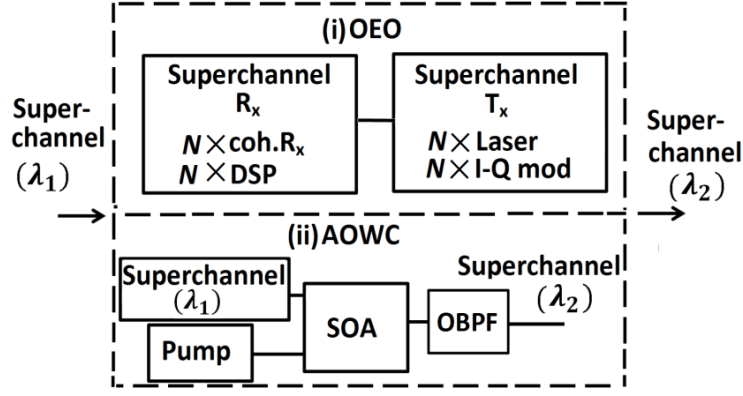 (i) OEO
Superchannel
Rx
N × coh.Rx
N × DSP
Superchannel
Tx
N × Laser
N × I-Q mod
Super-
channel
(λ1)
Super-
channel
(λ2)
(ii) AOWC
Superchannel
(λ1)
Pump
SOA
OBPF
Superchannel
(λ2)